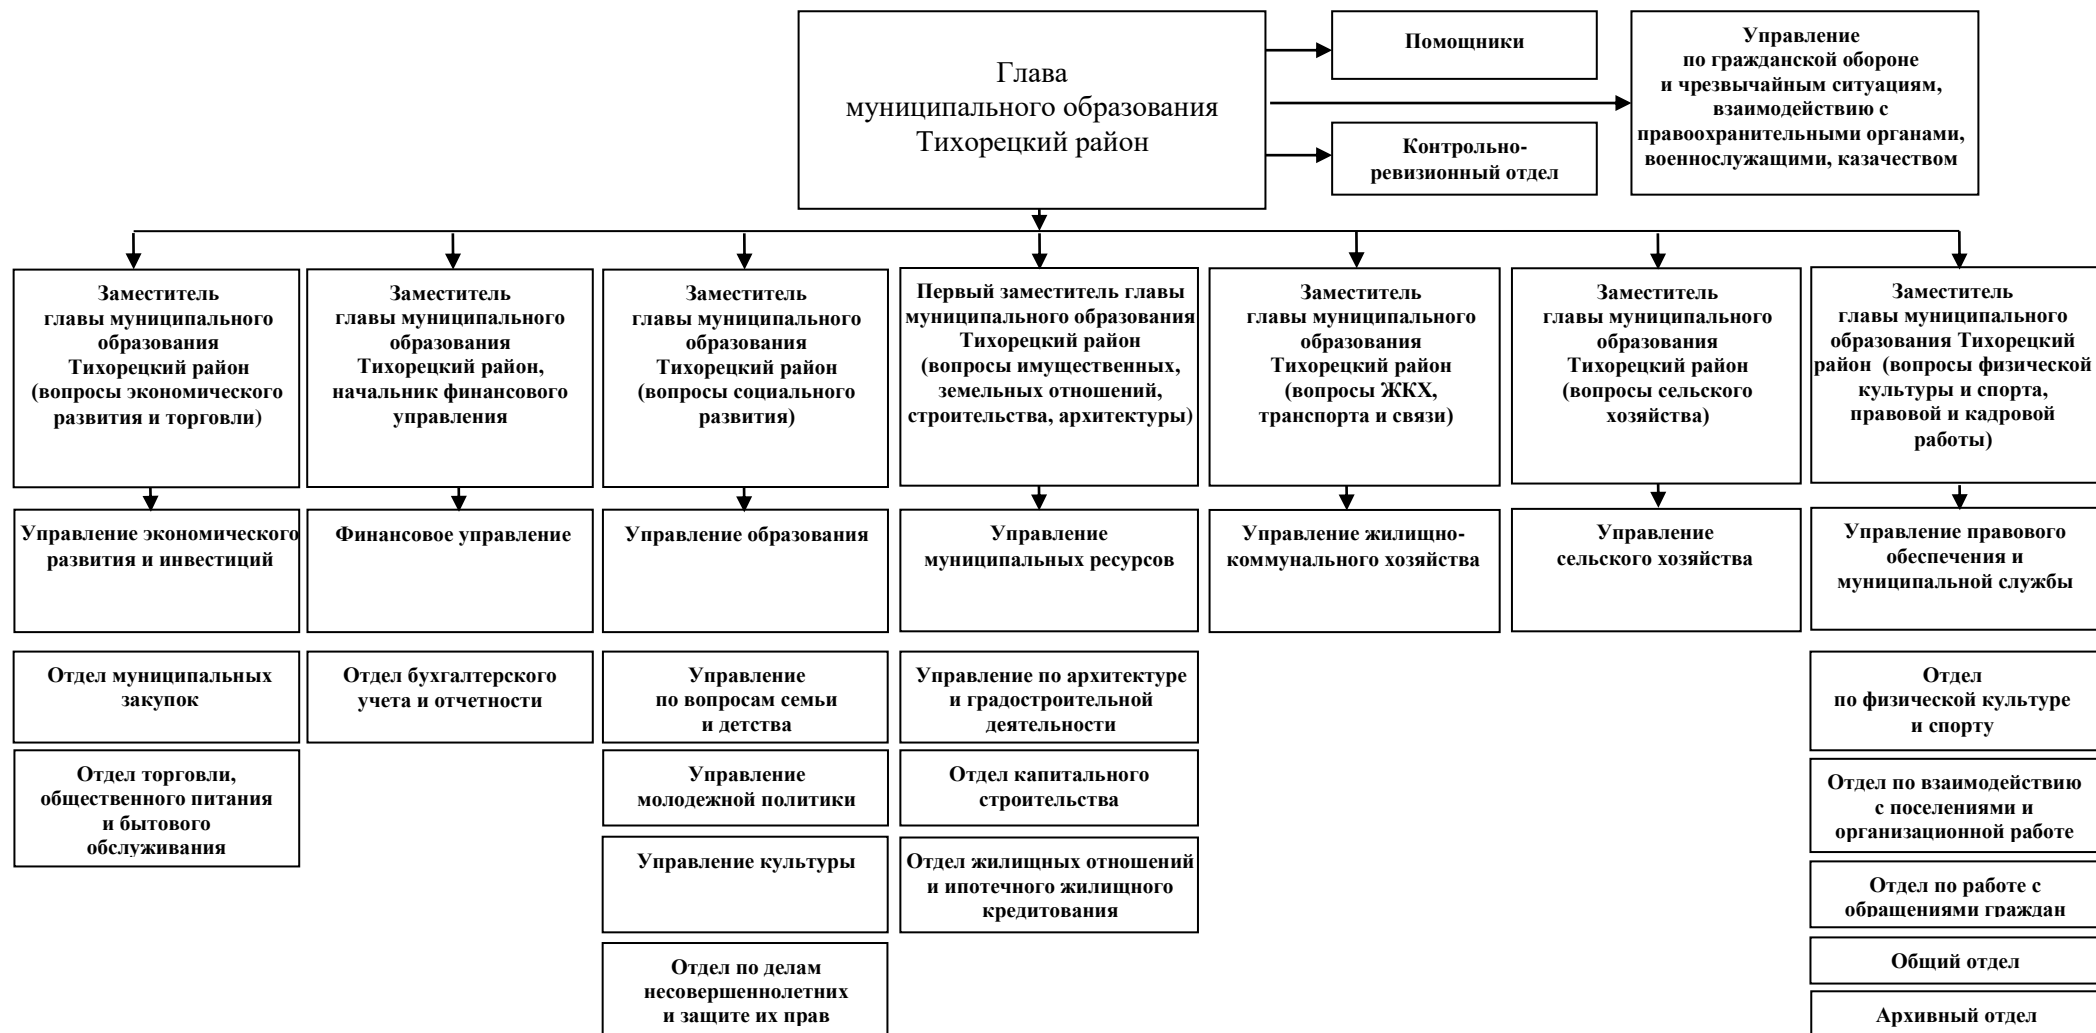 Глава
муниципального образования
Тихорецкий район
Помощники
Контрольно-
ревизионный отдел
Управление
по гражданской обороне
и чрезвычайным ситуациям,
взаимодействию с
правоохранительными органами,
военнослужащими, казачеством
Заместитель
главы муниципального
образования
Тихорецкий район
(вопросы экономического
развития и торговли)
Заместитель
главы муниципального
образования
Тихорецкий район,
начальник финансового
управления
Заместитель
главы муниципального
образования
Тихорецкий район
(вопросы социального
развития)
Первый заместитель главы
муниципального образования
Тихорецкий район
(вопросы имущественных,
земельных отношений,
строительства, архитектуры)
Заместитель
главы муниципального
образования
Тихорецкий район
(вопросы ЖКХ,
транспорта и связи)
Заместитель
главы муниципального
образования
Тихорецкий район
(вопросы сельского
хозяйства)
Заместитель
главы муниципального
образования Тихорецкий
район (вопросы физической
культуры и спорта,
правовой и кадровой
работы)
Управление экономического
развития и инвестиций
Финансовое управление
Управление образования
Управление
муниципальных ресурсов
Управление жилищно-
коммунального хозяйства
Управление
сельского хозяйства
Управление правового
обеспечения и
муниципальной службы
Отдел муниципальных
закупок
Отдел бухгалтерского
учета и отчетности
Управление
по вопросам семьи
и детства
Управление по архитектуре
и градостроительной
деятельности
Отдел
по физической культуре
и спорту
Отдел торговли,
общественного питания
и бытового
обслуживания
Управление
молодежной политики
Отдел капитального
строительства
Отдел по взаимодействию
с поселениями и
организационной работе
Управление культуры
Отдел жилищных отношений
и ипотечного жилищного
кредитования
Отдел по работе с
обращениями граждан
Отдел по делам
несовершеннолетних
и защите их прав
Общий отдел
Архивный отдел